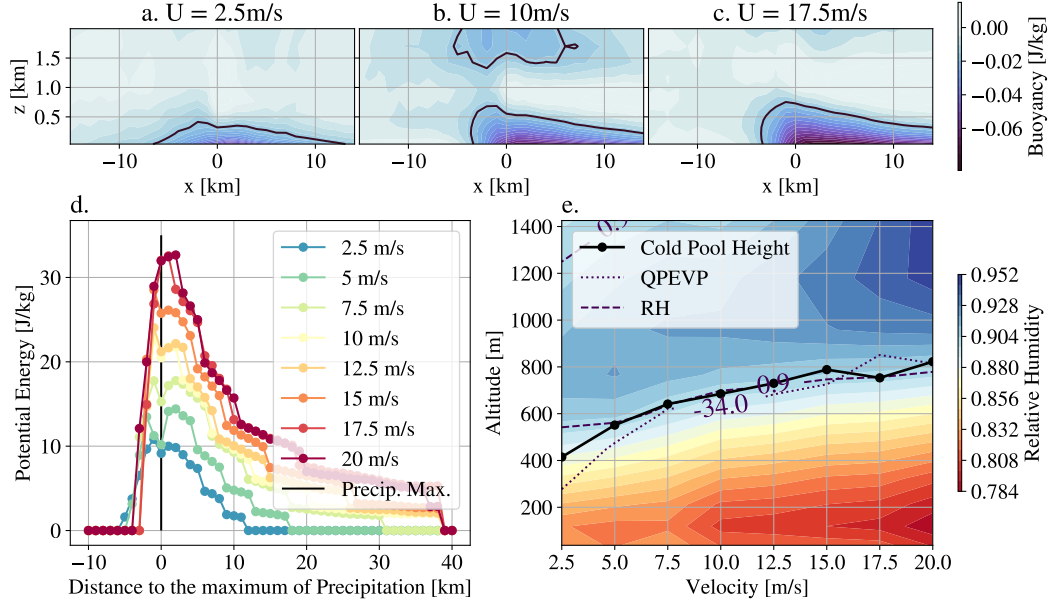 a. U = 2.5m/s
b. U = 10m/s
c. U = 17.5m/s
z [km]
1.5
1.0
0.5
−10
0
10
x [km]
−10
0
10
x [km]
−10
0
10
x [km]
0.00
−0.02
−0.04
−0.06
Buoyancy [J/kg]
d.
Potential Energy [J/kg]
30
20
10
0
−10
0
10
20
30
40
Distance to the maximum of Precipitation [km]
2.5 m/s
5 m/s
7.5 m/s
10 m/s
12.5 m/s
15 m/s
17.5 m/s
20 m/s
Precip. Max.
e.
Altitude [m]
1400
1200
1000
800
600
400
200
Cold Pool Height
QPEVP
RH
0.9
-34.0
2.5
5.0
7.5
10.0
12.5
15.0
17.5
20.0
Velocity [m/s]
0.952
0.928
0.904
0.880
0.856
0.832
0.808
0.784
Relative Humidity